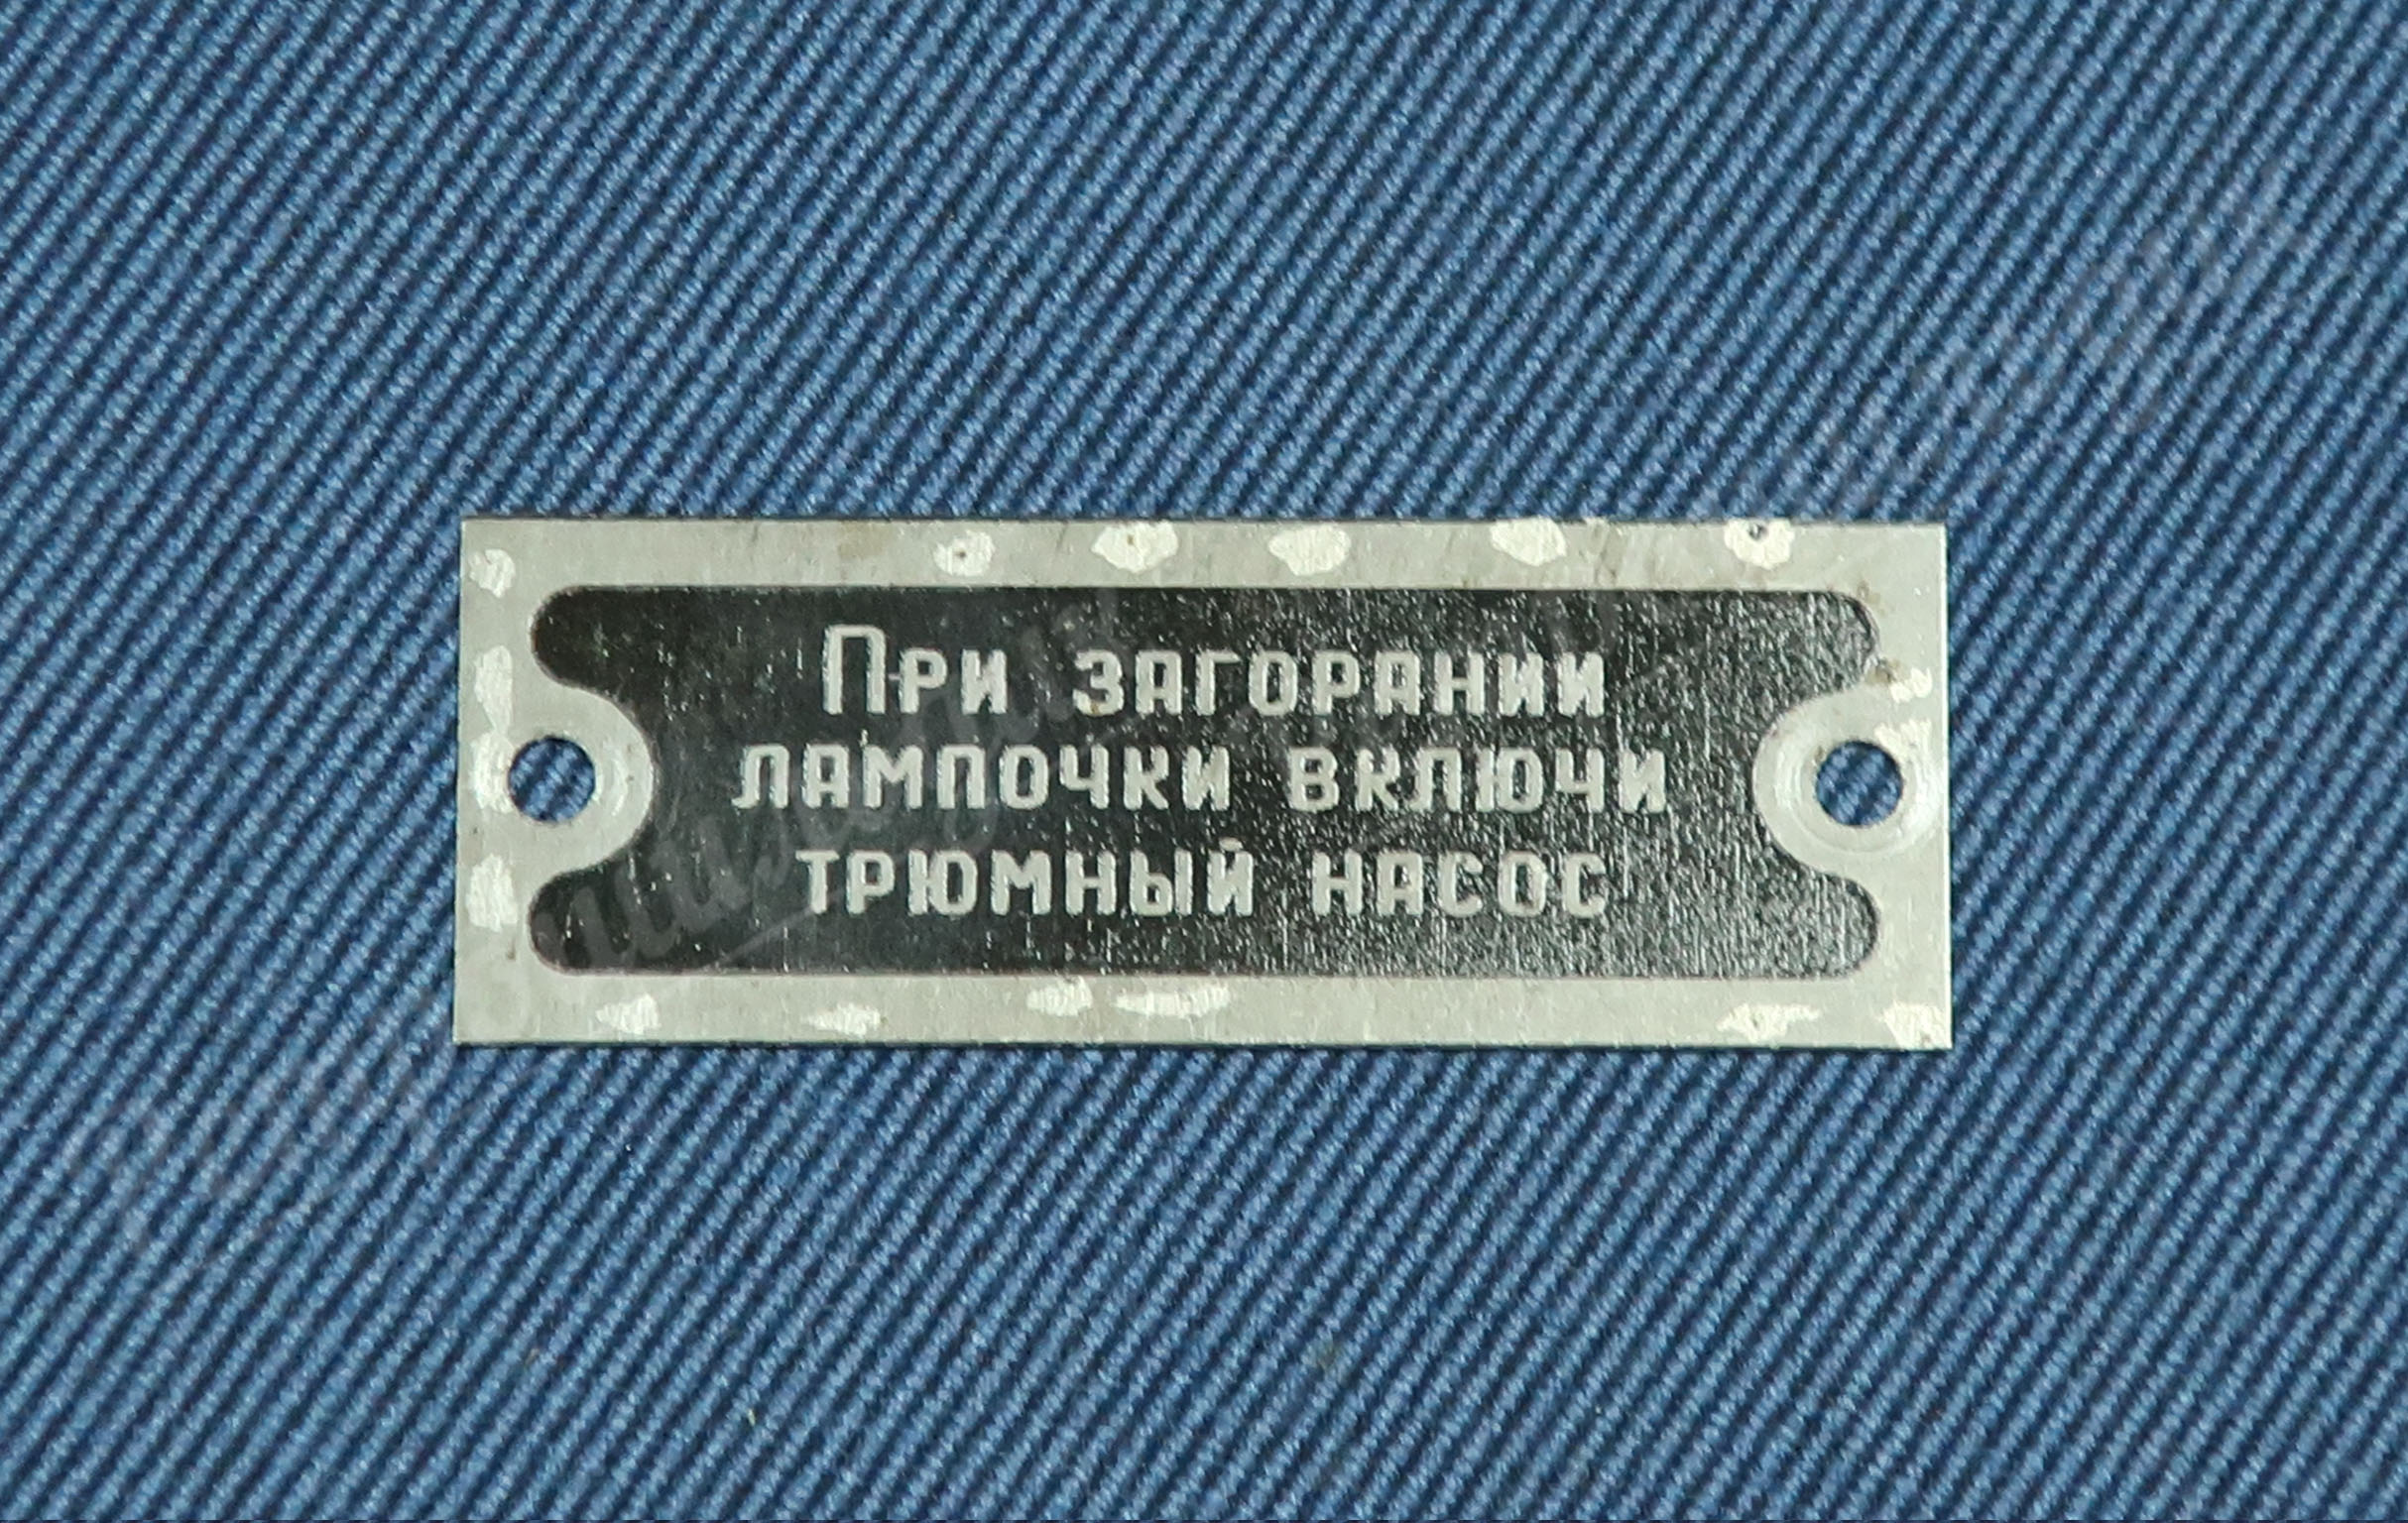 При загорании
лампочки включи
трюмный насос